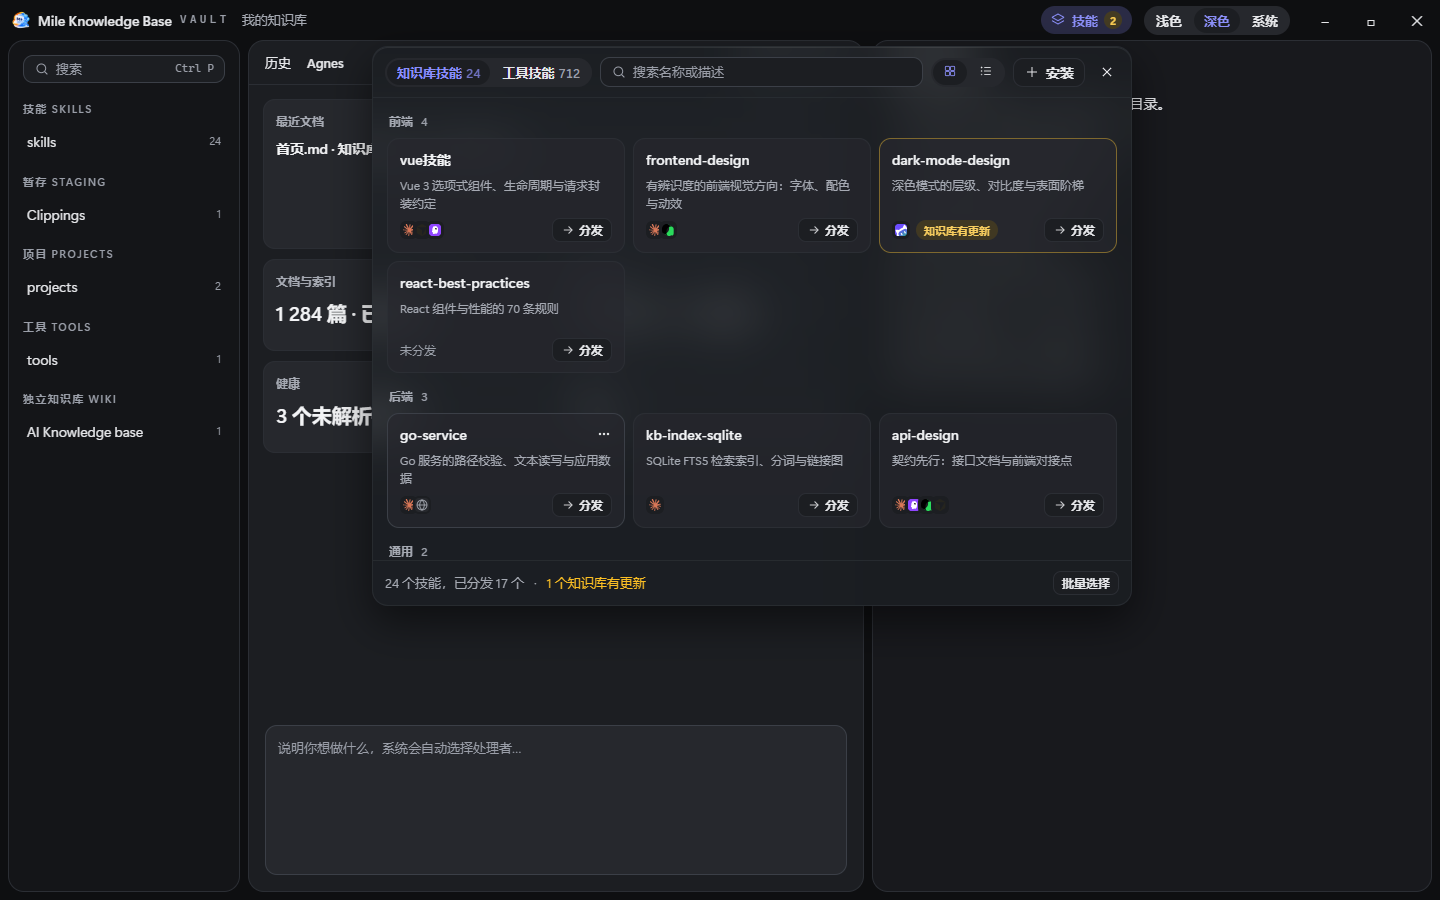 Mile Knowledge Base VAULT 我的知识库
技能 2
浅色 深色 系统
搜索 Ctrl P
技能 SKILLS
skills 24
暂存 STAGING
Clippings 1
项目 PROJECTS
projects 2
工具 TOOLS
tools 1
独立知识库 WIKI
AI Knowledge base 1
历史 Agnes
最近文档
首页.md · 知识库
文档与索引
1 284 篇 · 已
健康
3 个未解析
说明你想做什么，系统会自动选择处理者...
目录。
知识库技能 24 工具技能 712
搜索名称或描述
安装
前端 4
vue技能
Vue 3 选项式组件、生命周期与请求封
装约定
分发
frontend-design
有辨识度的前端视觉方向：字体、配色
与动效
分发
dark-mode-design
深色模式的层级、对比度与表面阶梯
知识库有更新
分发
react-best-practices
React 组件与性能的 70 条规则
未分发
分发
后端 3
go-service
Go 服务的路径校验、文本读写与应用数
据
分发
kb-index-sqlite
SQLite FTS5 检索索引、分词与链接图
分发
api-design
契约先行：接口文档与前端对接点
分发
通用 2
24 个技能，已分发 17 个 · 1 个知识库有更新
批量选择